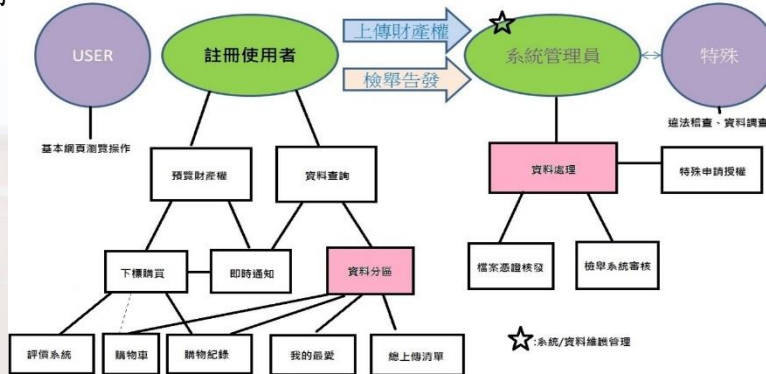 USER
註冊使用者
上傳財產權
檢舉告發
系統管理員
特殊
基本網頁瀏覽操作
違法稽查、資料調查
預覽財產權
資料查詢
資料處理
特殊申請授權
下標購買
即時通知
資料分區
檔案憑證核發
檢舉系統審核
評價系統
購物車
購物紀錄
我的最愛
總上傳清單
:系統/資料維護管理